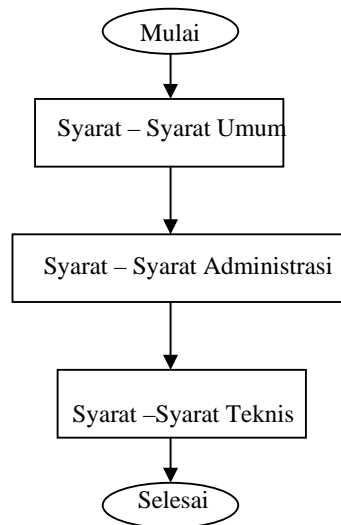 Mulai
Syarat – Syarat Umum
Syarat – Syarat Administrasi
Syarat –Syarat Teknis
Selesai